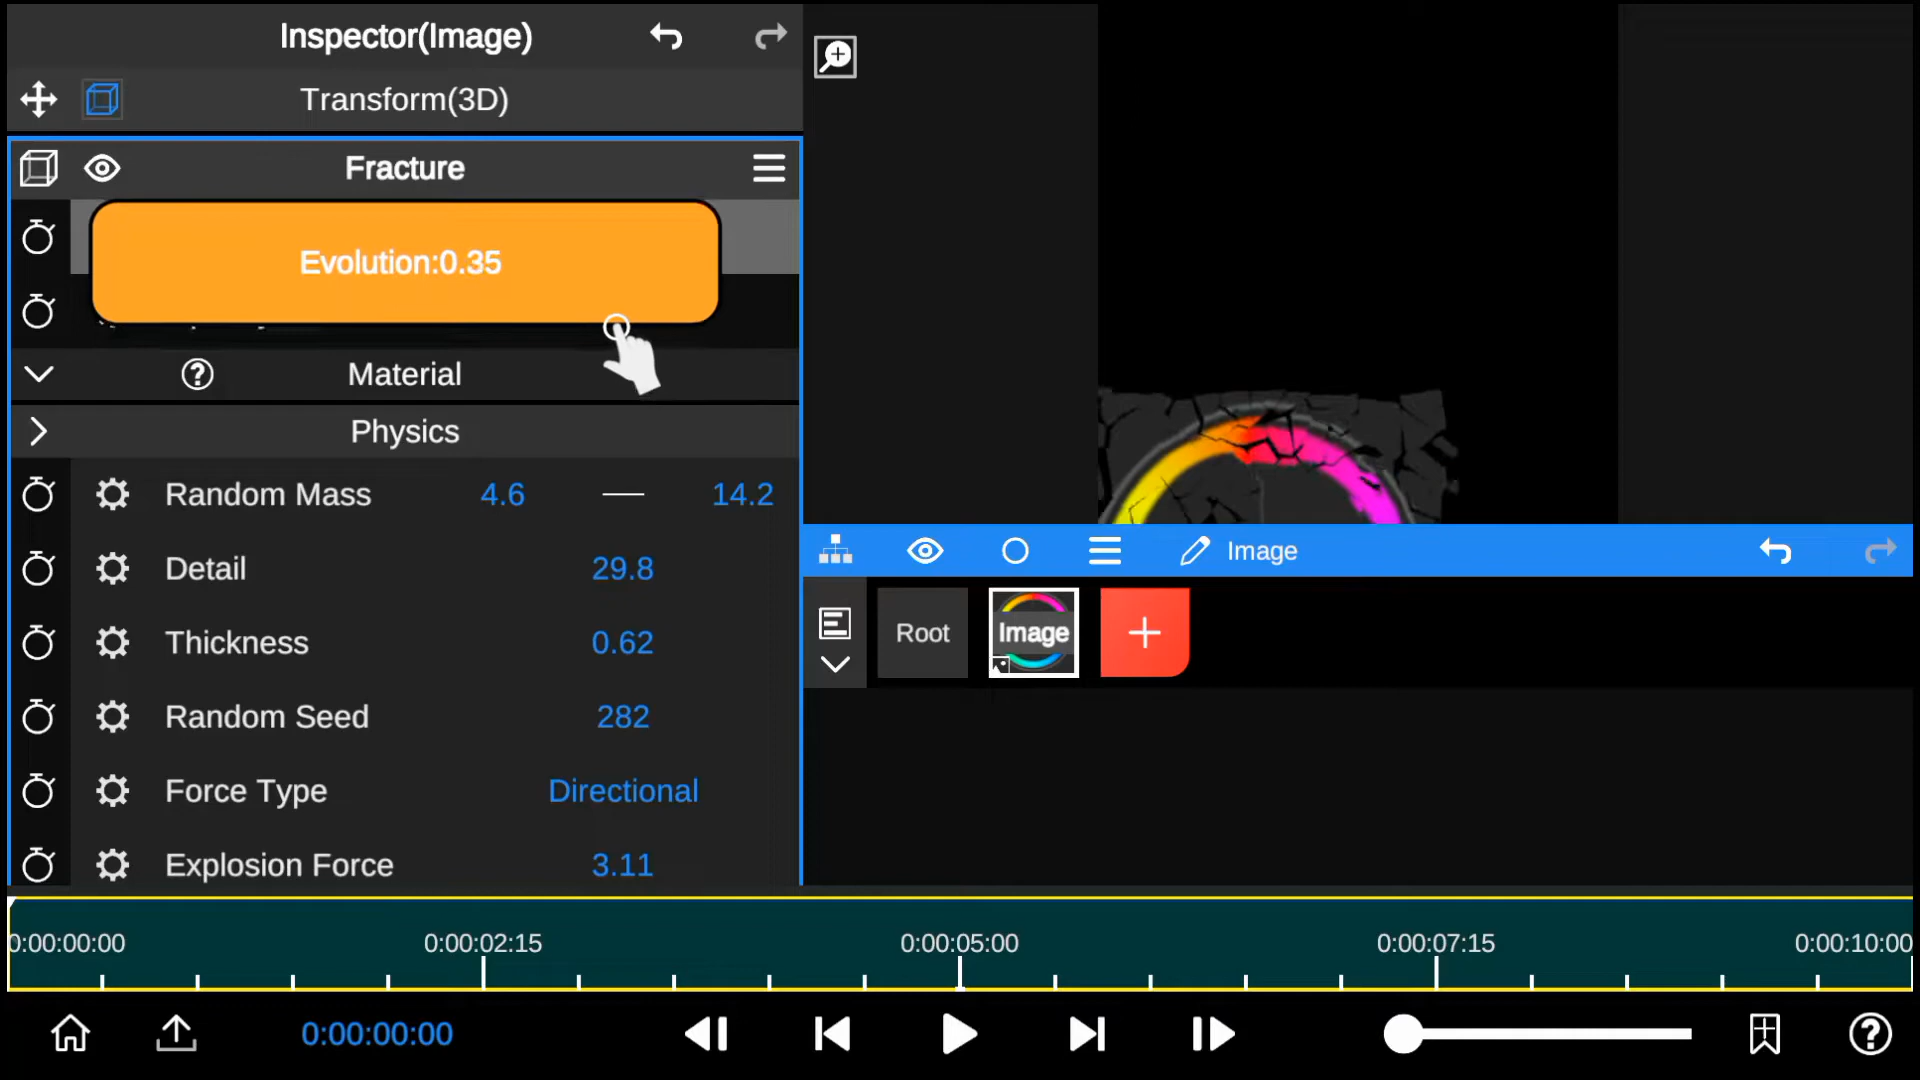 Inspector(Image)
Transform(3D)
Fracture
Evolution:0.35
Material
Physics
Random Mass 4.6 — 14.2
Detail 29.8
Thickness 0.62
Random Seed 282
Force Type Directional
Explosion Force 3.11
Image
Root
Image
0:00:00:00 0:00:02:15 0:00:05:00 0:00:07:15 0:00:10:00
0:00:00:00